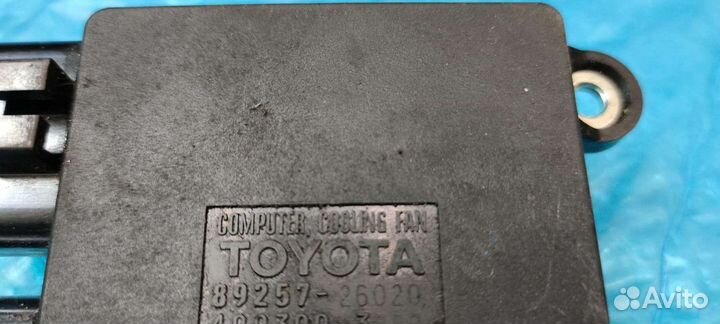 COMPUTER, COOLING FAN
TOYOTA
89257-26020
Avito